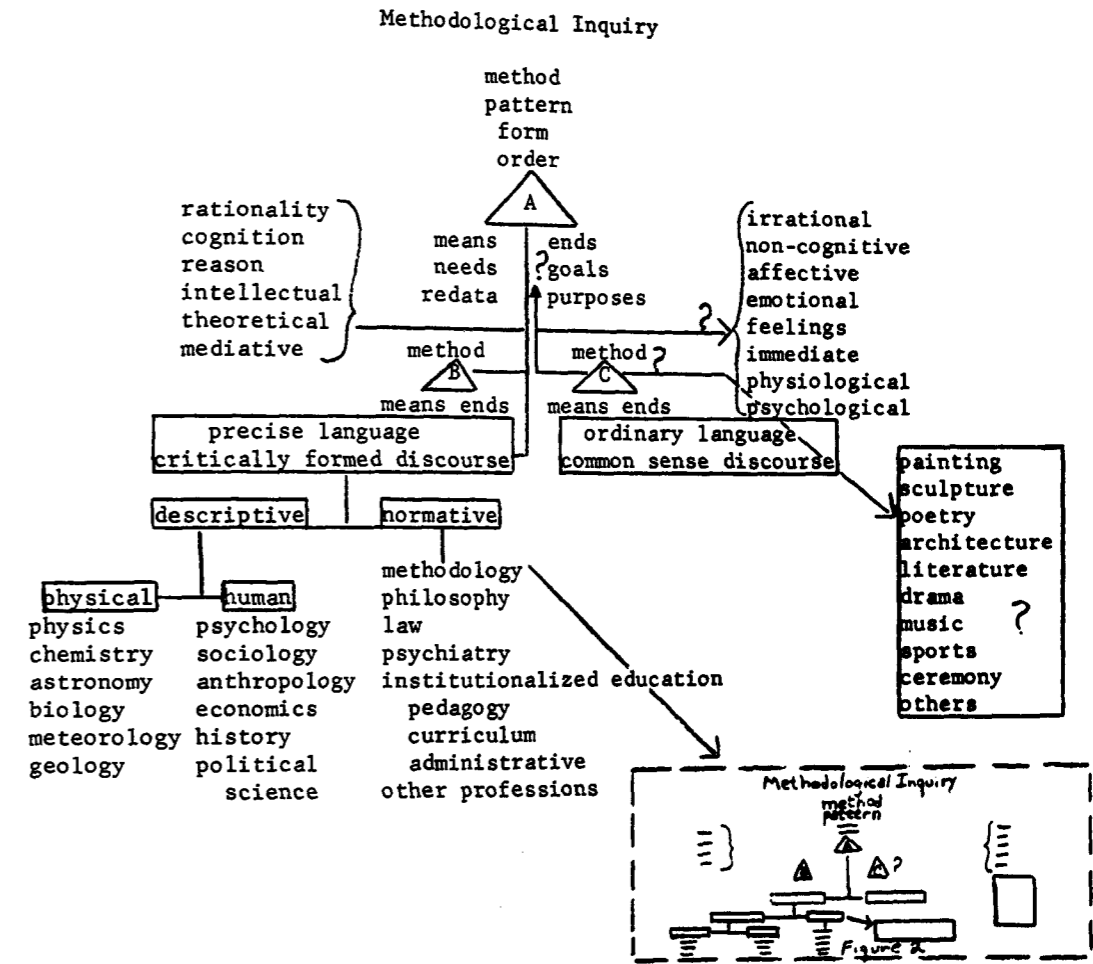 Methodological Inquiry
method
pattern
form
order
A
rationality
cognition
reason
intellectual
theoretical
mediative
means
needs
redata
ends
?goals
purposes
irrational
non-cognitive
affective
emotional
feelings
immediate
physiological
psychological
?
method
B
means ends
method ?
C
means ends
precise language
critically formed discourse
ordinary language
common sense discourse
painting
sculpture
poetry
architecture
literature
drama
music ?
sports
ceremony
others
descriptive
normative
physical
human
physics
chemistry
astronomy
biology
meteorology
geology
psychology
sociology
anthropology
economics
history
political
science
methodology
philosophy
law
psychiatry
institutionalized education
pedagogy
curriculum
administrative
other professions
Methodological Inquiry
method
pattern
C ?
Figure 2